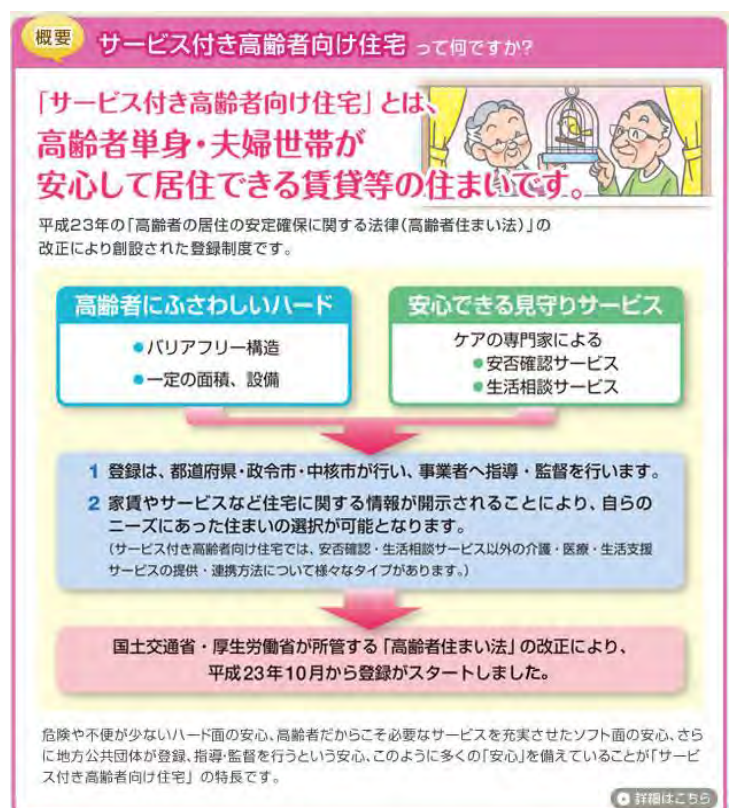 概要
サービス付き高齢者向け住宅 って何ですか?
「サービス付き高齢者向け住宅」とは、
高齢者単身・夫婦世帯が
安心して居住できる賃貸等の住まいです。
平成23年の「高齢者の居住の安定確保に関する法律(高齢者住まい法)」の
改正により創設された登録制度です。
高齢者にふさわしいハード
●バリアフリー構造
●一定の面積、設備
安心できる見守りサービス
ケアの専門家による
●安否確認サービス
●生活相談サービス
1 登録は、都道府県・政令市・中核市が行い、事業者へ指導・監督を行います。
2 家賃やサービスなど住宅に関する情報が開示されることにより、自らの
ニーズにあった住まいの選択が可能となります。
(サービス付き高齢者向け住宅では、安否確認・生活相談サービス以外の介護・医療・生活支援
サービスの提供・連携方法について様々なタイプがあります。)
国土交通省・厚生労働省が所管する「高齢者住まい法」の改正により、
平成23年10月から登録がスタートしました。
危険や不便が少ないハード面の安心、高齢者だからこそ必要なサービスを充実させたソフト面の安心、さら
に地方公共団体が登録、指導・監督を行うという安心、このように多くの「安心」を備えていることが「サービ
ス付き高齢者向け住宅」の特長です。
詳細はこちら